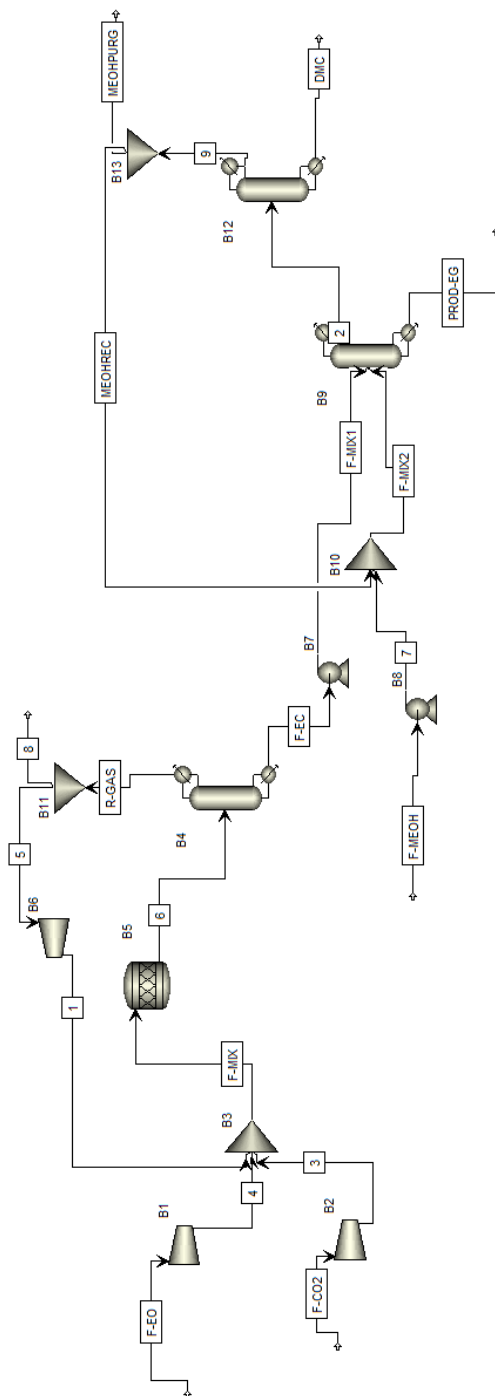 F-EO
B1
4
F-CO2
B2
3
B3
F-MIX
1
B6
5
B5
6
B4
R-GAS
B11
8
F-EC
B7
F-MEOH
B8
7
B10
MEOHREC
F-MIX1
F-MIX2
B9
2
PROD-EG
B12
9
B13
MEOHPURG
DMC